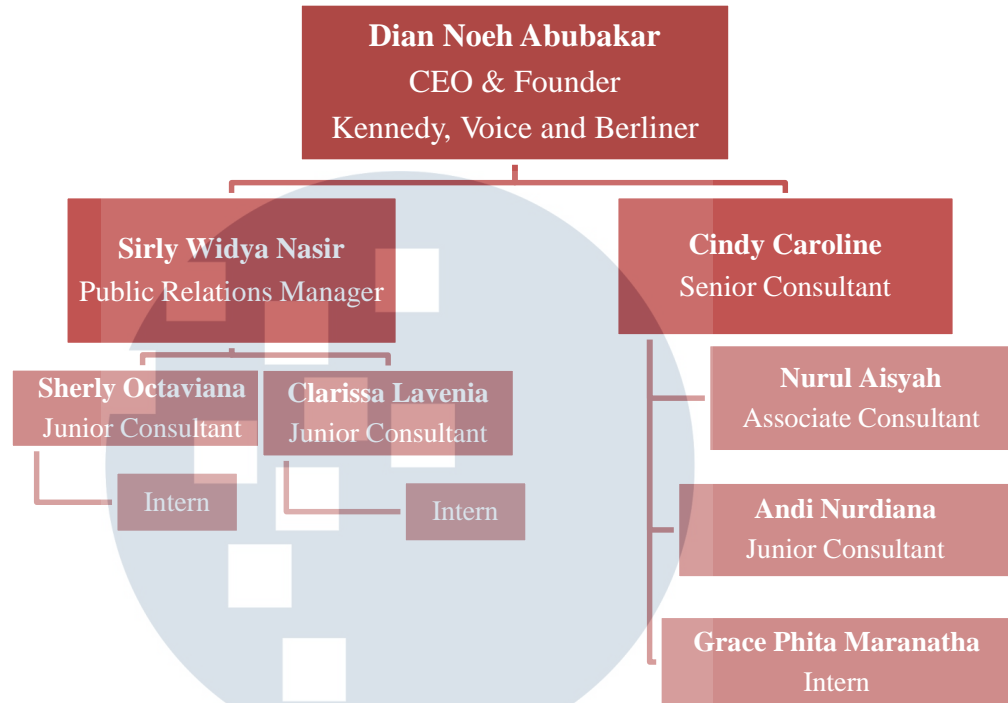 Dian Noeh Abubakar
CEO & Founder
Kennedy, Voice and Berliner
Sirly Widya Nasir
Public Relations Manager
Cindy Caroline
Senior Consultant
Sherly Octaviana
Junior Consultant
Clarissa Lavenia
Junior Consultant
Intern
Intern
Nurul Aisyah
Associate Consultant
Andi Nurdiana
Junior Consultant
Grace Phita Maranatha
Intern